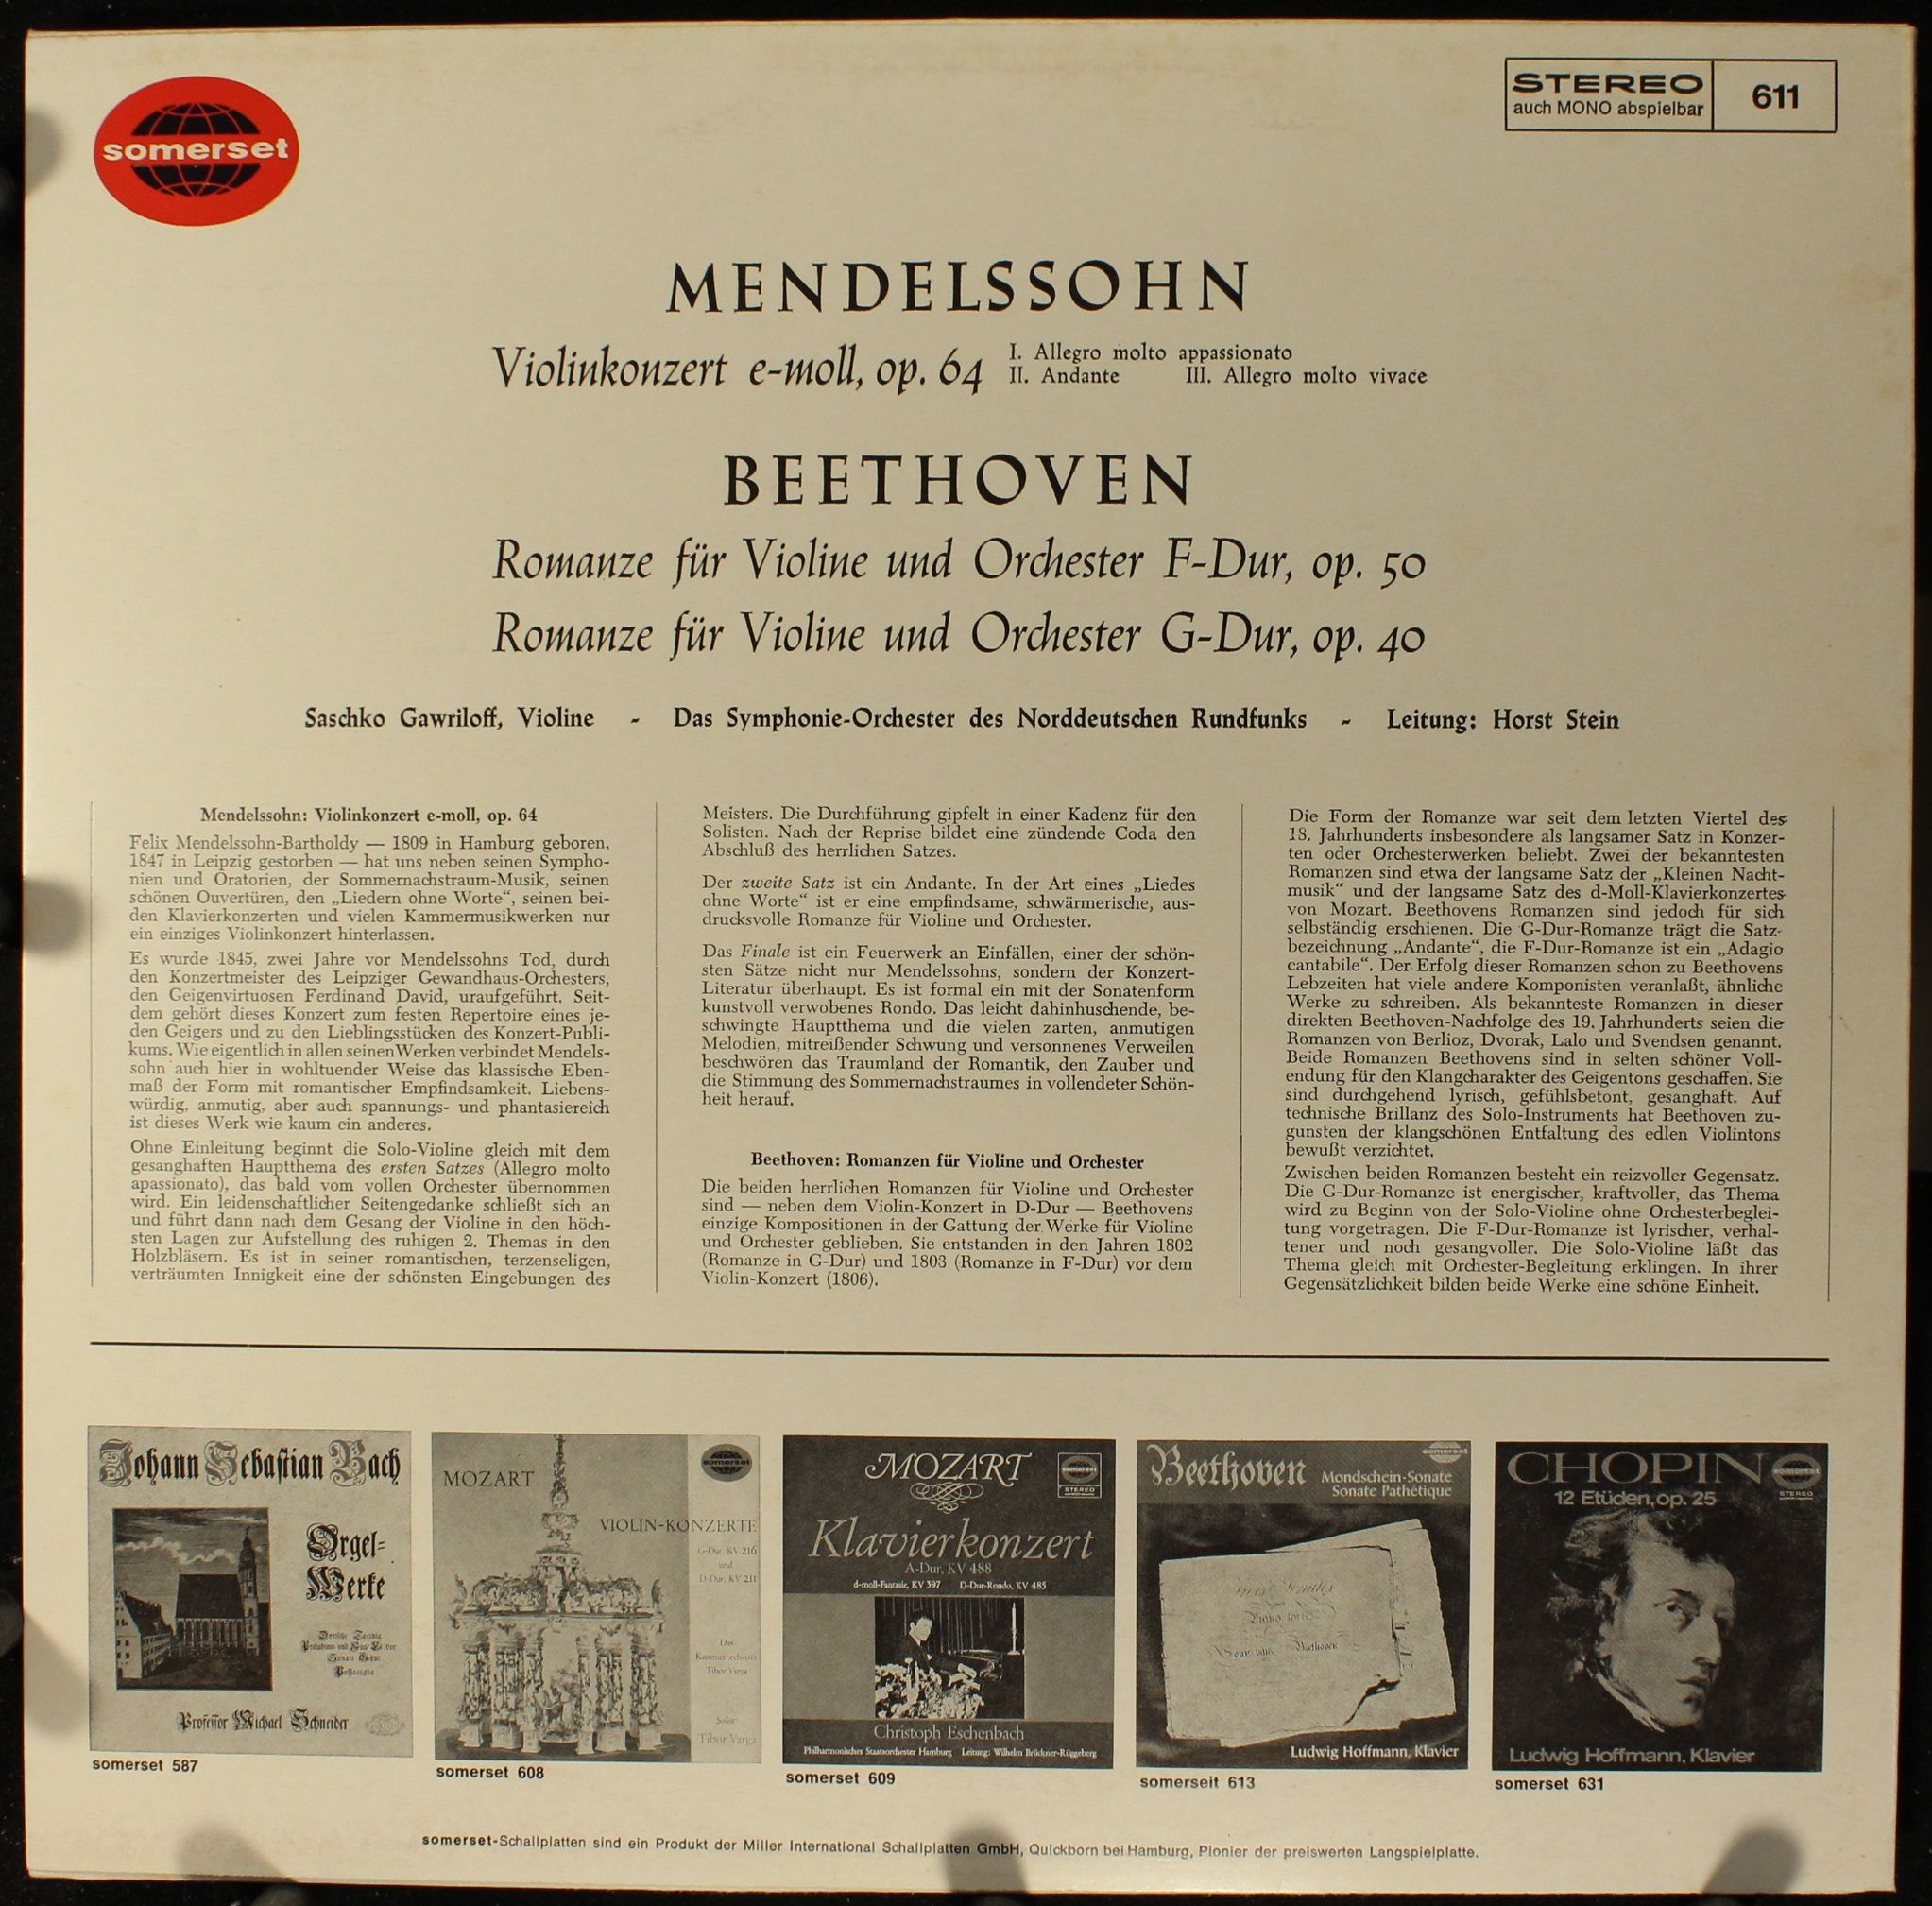 somerset
STEREO
auch MONO abspielbar
611
MENDELSSOHN
Violinkonzert e-moll, op. 64
I. Allegro molto appassionato
II. Andante III. Allegro molto vivace
BEETHOVEN
Romanze für Violine und Orchester F-Dur, op. 50
Romanze für Violine und Orchester G-Dur, op. 40
Saschko Gawriloff, Violine - Das Symphonie-Orchester des Norddeutschen Rundfunks - Leitung: Horst Stein
Mendelssohn: Violinkonzert e-moll, op. 64
Felix Mendelssohn-Bartholdy — 1809 in Hamburg geboren,
1847 in Leipzig gestorben — hat uns neben seinen Sympho-
nien und Oratorien, der Sommernachstraum-Musik, seinen
schönen Ouvertüren, den „Liedern ohne Worte“, seinen bei-
den Klavierkonzerten und vielen Kammermusikwerken nur
ein einziges Violinkonzert hinterlassen.
Es wurde 1845, zwei Jahre vor Mendelssohns Tod, durch
den Konzertmeister des Leipziger Gewandhaus-Orchesters,
den Geigenvirtuosen Ferdinand David, uraufgeführt. Seit-
dem gehört dieses Konzert zum festen Repertoire eines je-
den Geigers und zu den Lieblingsstücken des Konzert-Publi-
kums. Wie eigentlich in allen seinen Werken verbindet Mendels-
sohn auch hier in wohltuender Weise das klassische Eben-
maß der Form mit romantischer Empfindsamkeit. Liebens-
würdig, anmutig, aber auch spannungs- und phantasiereich
ist dieses Werk wie kaum ein anderes.
Ohne Einleitung beginnt die Solo-Violine gleich mit dem
gesanghaften Hauptthema des ersten Satzes (Allegro molto
apassionato), das bald vom vollen Orchester übernommen
wird. Ein leidenschaftlicher Seitengedanke schließt sich an
und führt dann nach dem Gesang der Violine in den höch-
sten Lagen zur Aufstellung des ruhigen 2. Themas in den
Holzbläsern. Es ist in seiner romantischen, terzenseligen,
verträumten Innigkeit eine der schönsten Eingebungen des
Meisters. Die Durchführung gipfelt in einer Kadenz für den
Solisten. Nach der Reprise bildet eine zündende Coda den
Abschluß des herrlichen Satzes.
Der zweite Satz ist ein Andante. In der Art eines „Liedes
ohne Worte“ ist er eine empfindsame, schwärmerische, aus-
drucksvolle Romanze für Violine und Orchester.
Das Finale ist ein Feuerwerk an Einfällen, einer der schön-
sten Sätze nicht nur Mendelssohns, sondern der Konzert-
Literatur überhaupt. Es ist formal ein mit der Sonatenform
kunstvoll verwobenes Rondo. Das leicht dahinhuschende, be-
schwingte Hauptthema und die vielen zarten, anmutigen
Melodien, mitreißender Schwung und versonnenes Verweilen
beschwören das Traumland der Romantik, den Zauber und
die Stimmung des Sommernachstraumes in vollendeter Schön-
heit herauf.
Beethoven: Romanzen für Violine und Orchester
Die beiden herrlichen Romanzen für Violine und Orchester
sind — neben dem Violin-Konzert in D-Dur — Beethovens
einzige Kompositionen in der Gattung der Werke für Violine
und Orchester geblieben. Sie entstanden in den Jahren 1802
(Romanze in G-Dur) und 1803 (Romanze in F-Dur) vor dem
Violin-Konzert (1806).
Die Form der Romanze war seit dem letzten Viertel des
18. Jahrhunderts insbesondere als langsamer Satz in Konzer-
ten oder Orchesterwerken beliebt. Zwei der bekanntesten
Romanzen sind etwa der langsame Satz der „Kleinen Nacht-
musik“ und der langsame Satz des d-Moll-Klavierkonzertes
von Mozart. Beethovens Romanzen sind jedoch für sich
selbständig erschienen. Die G-Dur-Romanze trägt die Satz-
bezeichnung „Andante“, die F-Dur-Romanze ist ein „Adagio
cantabile“. Der Erfolg dieser Romanzen schon zu Beethovens
Lebzeiten hat viele andere Komponisten veranlaßt, ähnliche
Werke zu schreiben. Als bekannteste Romanzen in dieser
direkten Beethoven-Nachfolge des 19. Jahrhunderts seien die
Romanzen von Berlioz, Dvorak, Lalo und Svendsen genannt.
Beide Romanzen Beethovens sind in selten schöner Voll-
endung für den Klangcharakter des Geigentons geschaffen. Sie
sind durchgehend lyrisch, gefühlsbetont, gesanghaft. Auf
technische Brillanz des Solo-Instruments hat Beethoven zu-
gunsten der klangschönen Entfaltung des edlen Violintons
bewußt verzichtet.
Zwischen beiden Romanzen besteht ein reizvoller Gegensatz.
Die G-Dur-Romanze ist energischer, kraftvoller, das Thema
wird zu Beginn von der Solo-Violine ohne Orchesterbeglei-
tung vorgetragen. Die F-Dur-Romanze ist lyrischer, verhal-
tener und noch gesangvoller. Die Solo-Violine läßt das
Thema gleich mit Orchester-Begleitung erklingen. In ihrer
Gegensätzlichkeit bilden beide Werke eine schöne Einheit.
Johann Sebastian Bach
Orgel-
Werke
Professor Michael Schneider
somerset 587
MOZART
somerset
VIOLIN-KONZERTE
G-Dur, KV 216
und
D-Dur, KV 211
Das
Kammerorchester
Tibor Varga
Solist:
Tibor Varga
somerset 608
MOZART
somerset
STEREO
Klavierkonzert
A-Dur, KV 488
d-moll-Fantasie, KV 397 D-Dur-Rondo, KV 485
Christoph Eschenbach
Philharmonisches Staatsorchester Hamburg Leitung: Wilhelm Brückner-Rüggeberg
somerset 609
Beethoven
somerset
Mondschein-Sonate
Sonate Pathétique
Ludwig Hoffmann, Klavier
somerseit 613
CHOPIN
somerset
STEREO
12 Etüden, op. 25
Ludwig Hoffmann, Klavier
somerset 631
somerset-Schallplatten sind ein Produkt der Miller International Schallplatten GmbH, Quickborn bei Hamburg, Pionier der preiswerten Langspielplatte.